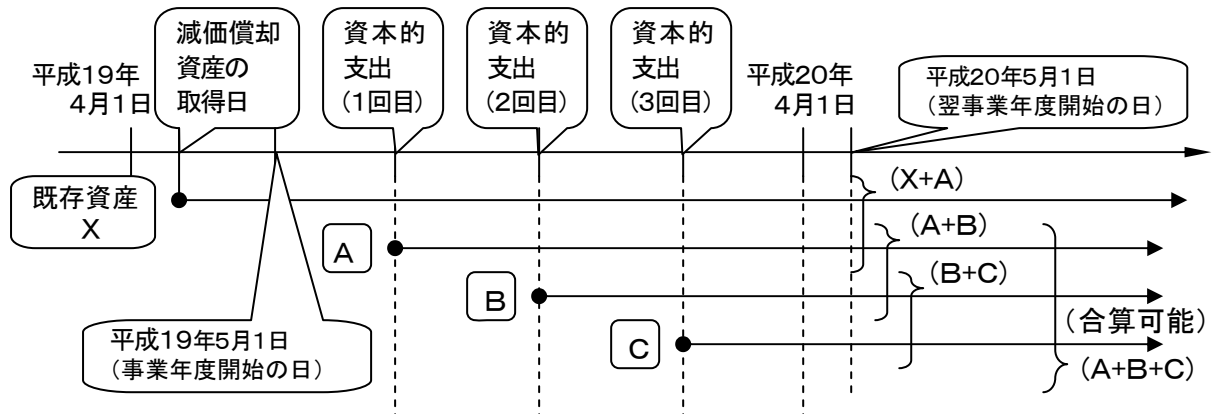 平成19年
4月1日
減価償却
資産の
取得日
資本的
支出
(1回目)
資本的
支出
(2回目)
資本的
支出
(3回目)
平成20年
4月1日
平成20年5月1日
(翌事業年度開始の日)
既存資産
X
(X+A)
A
(A+B)
B
(B+C)
(合算可能)
平成19年5月1日
(事業年度開始の日)
C
(A+B+C)